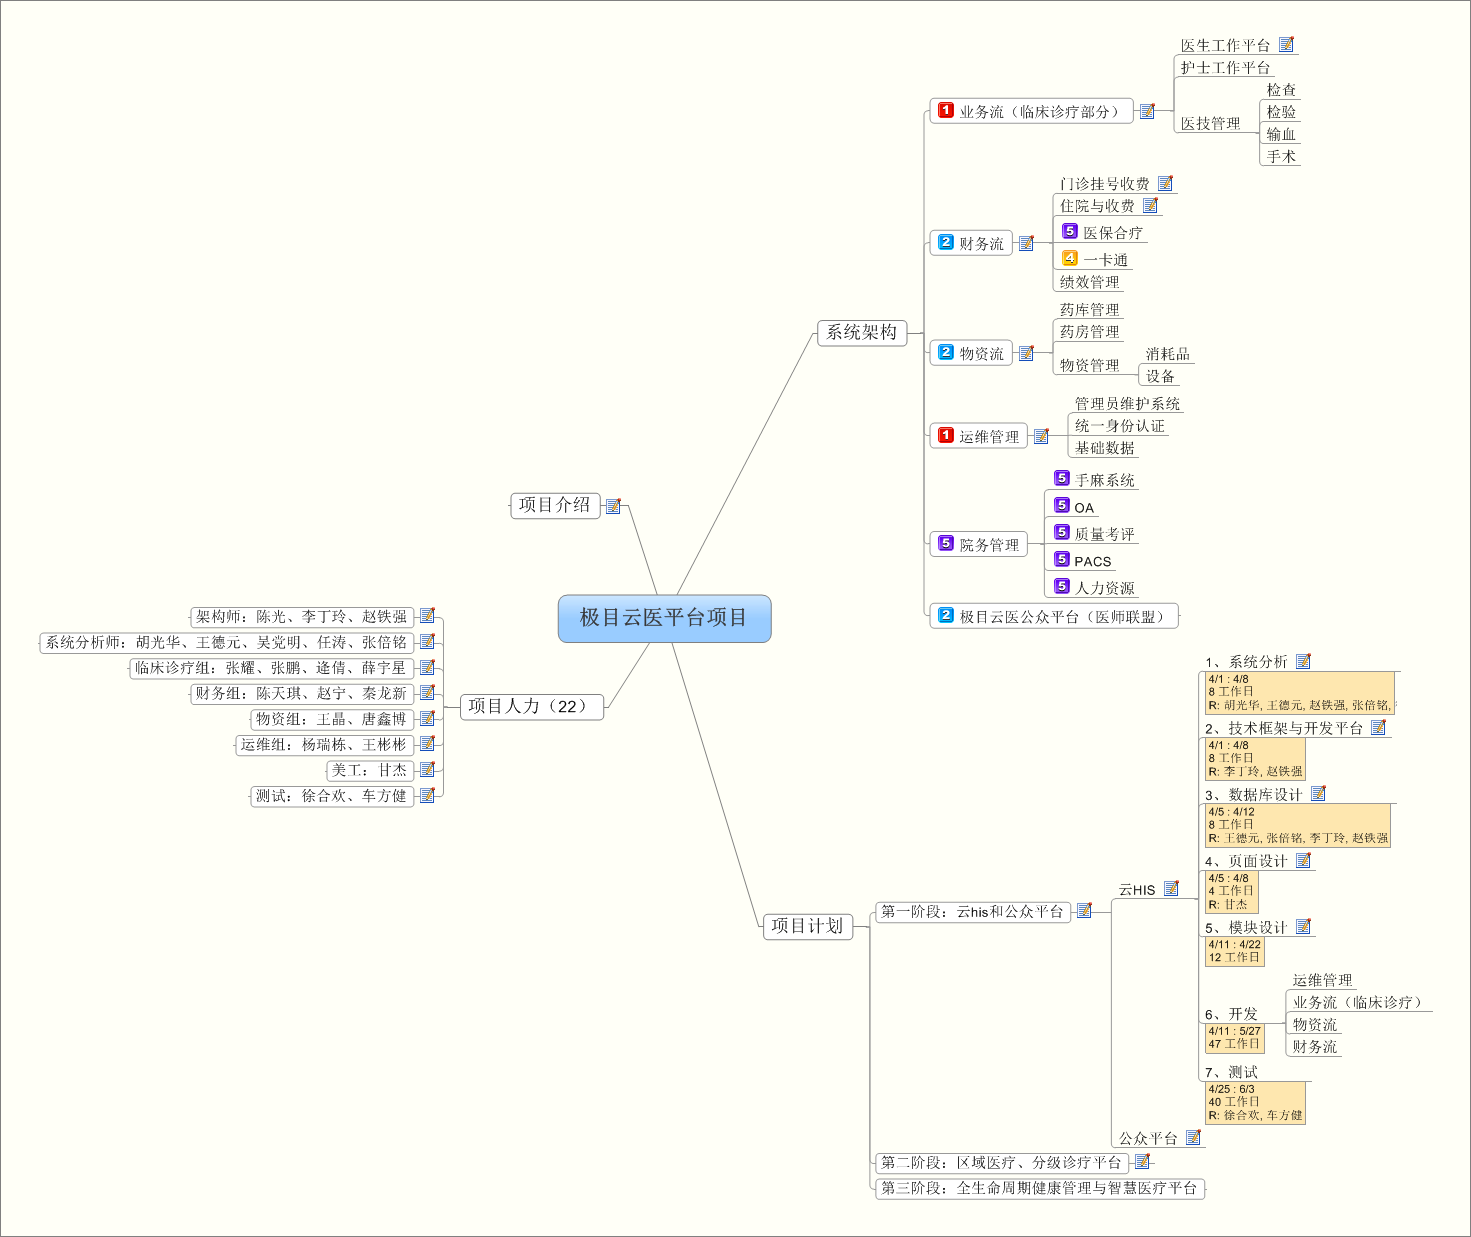 极目云医平台项目
系统架构
1 业务流（临床诊疗部分）
医生工作平台
护士工作平台
医技管理
检查
检验
输血
手术
2 财务流
门诊挂号收费
住院与收费
5 医保合疗
4 一卡通
绩效管理
2 物资流
药库管理
药房管理
物资管理
消耗品
设备
1 运维管理
管理员维护系统
统一身份认证
基础数据
5 院务管理
5 手麻系统
5 OA
5 质量考评
5 PACS
5 人力资源
2 极目云医公众平台（医师联盟）
项目介绍
项目人力（22）
架构师：陈光、李丁玲、赵铁强
系统分析师：胡光华、王德元、吴党明、任涛、张倍铭
临床诊疗组：张耀、张鹏、逄倩、薛宇星
财务组：陈天琪、赵宁、秦龙新
物资组：王晶、唐鑫博
运维组：杨瑞栋、王彬彬
美工：甘杰
测试：徐合欢、车方健
项目计划
第一阶段：云his和公众平台
云HIS
1、系统分析
4/1 : 4/8
8 工作日
R: 胡光华, 王德元, 赵铁强, 张倍铭,
2、技术框架与开发平台
4/1 : 4/8
8 工作日
R: 李丁玲, 赵铁强
3、数据库设计
4/5 : 4/12
8 工作日
R: 王德元, 张倍铭, 李丁玲, 赵铁强
4、页面设计
4/5 : 4/8
4 工作日
R: 甘杰
5、模块设计
4/11 : 4/22
12 工作日
6、开发
4/11 : 5/27
47 工作日
运维管理
业务流（临床诊疗）
物资流
财务流
7、测试
4/25 : 6/3
40 工作日
R: 徐合欢, 车方健
公众平台
第二阶段：区域医疗、分级诊疗平台
第三阶段：全生命周期健康管理与智慧医疗平台